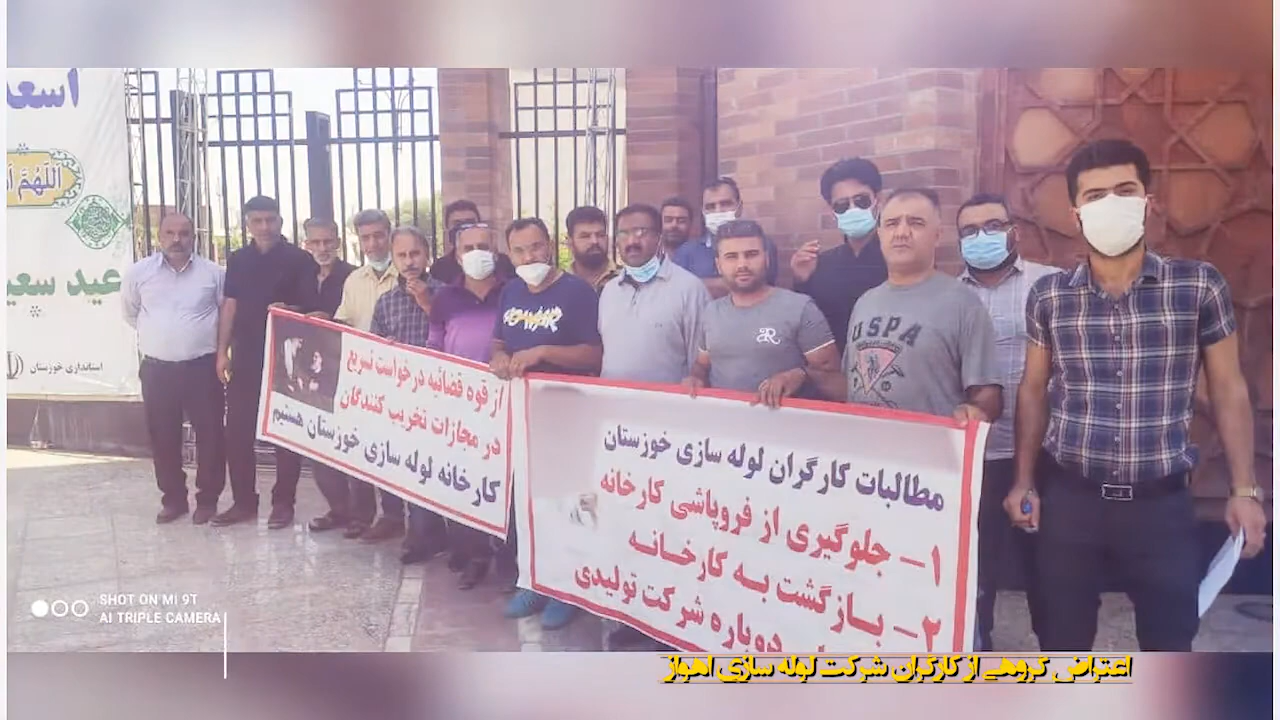 اسعد
اللهم
عید سعید
استانداری خوزستان
از قوه قضائیه درخواست تسریع
در مجازات تخریب کنندگان
کارخانه لوله سازی خوزستان هستیم
مطالبات کارگران لوله سازی خوزستان
۱- جلوگیری از فروپاشی کارخانه
۲- بازگشت به کارخانه
دوباره شرکت تولیدی
USPA
SHOT ON MI 9T
AI TRIPLE CAMERA
اعتراض گروهی از کارگران شرکت لوله سازی اهواز